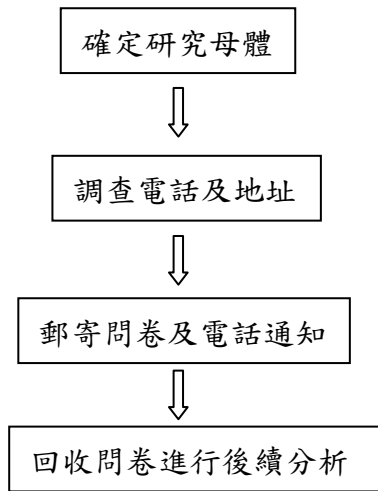 確定研究母體
調查電話及地址
郵寄問卷及電話通知
回收問卷進行後續分析